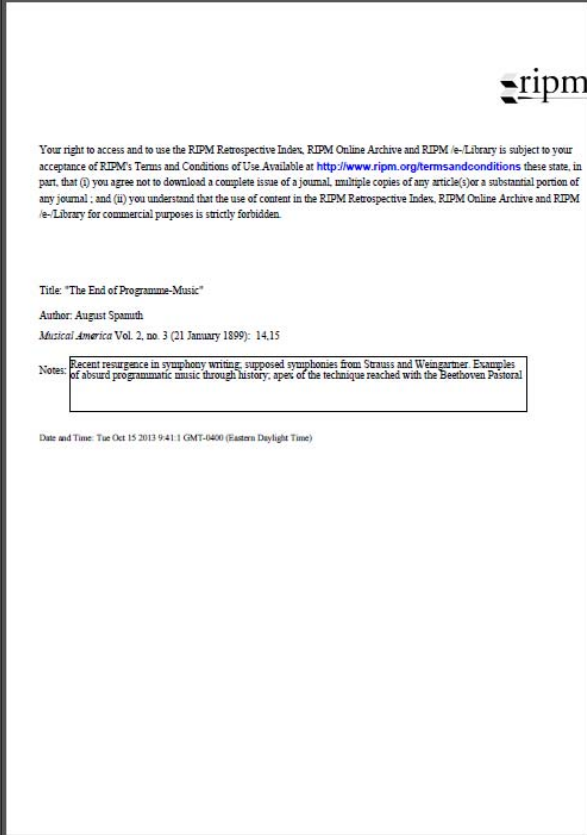 ripm
Your right to access and to use the RIPM Retrospective Index, RIPM Online Archive and RIPM /e-/Library is subject to your
acceptance of RIPM's Terms and Conditions of Use.Available at http://www.ripm.org/termsandconditions these state, in
part, that (i) you agree not to download a complete issue of a journal, multiple copies of any article(s)or a substantial portion of
any journal ; and (ii) you understand that the use of content in the RIPM Retrospective Index, RIPM Online Archive and RIPM
/e-/Library for commercial purposes is strictly forbidden.
Title: "The End of Programme-Music"
Author: August Spanuth
Musical America Vol. 2, no. 3 (21 January 1899): 14,15
Notes: Recent resurgence in symphony writing; supposed symphonies from Strauss and Weingartner. Examples
of absurd programmatic music through history; apex of the technique reached with the Beethoven Pastoral
Date and Time: Tue Oct 15 2013 9:41:1 GMT-0400 (Eastern Daylight Time)